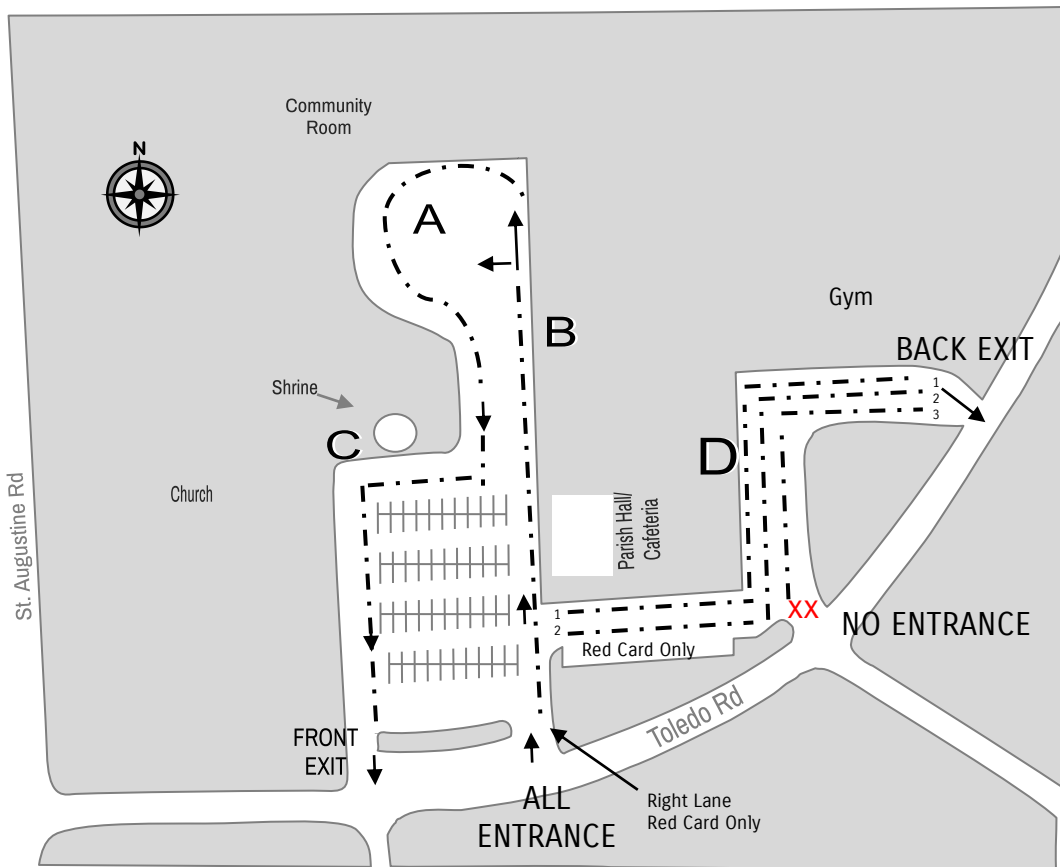 Community
Room
N
A
B
Gym
BACK EXIT
1
2
3
Shrine
C
D
Church
St. Augustine Rd
Parish Hall/
Cafeteria
1
2
XX
NO ENTRANCE
Red Card Only
Toledo Rd
FRONT
EXIT
ALL
ENTRANCE
Right Lane
Red Card Only